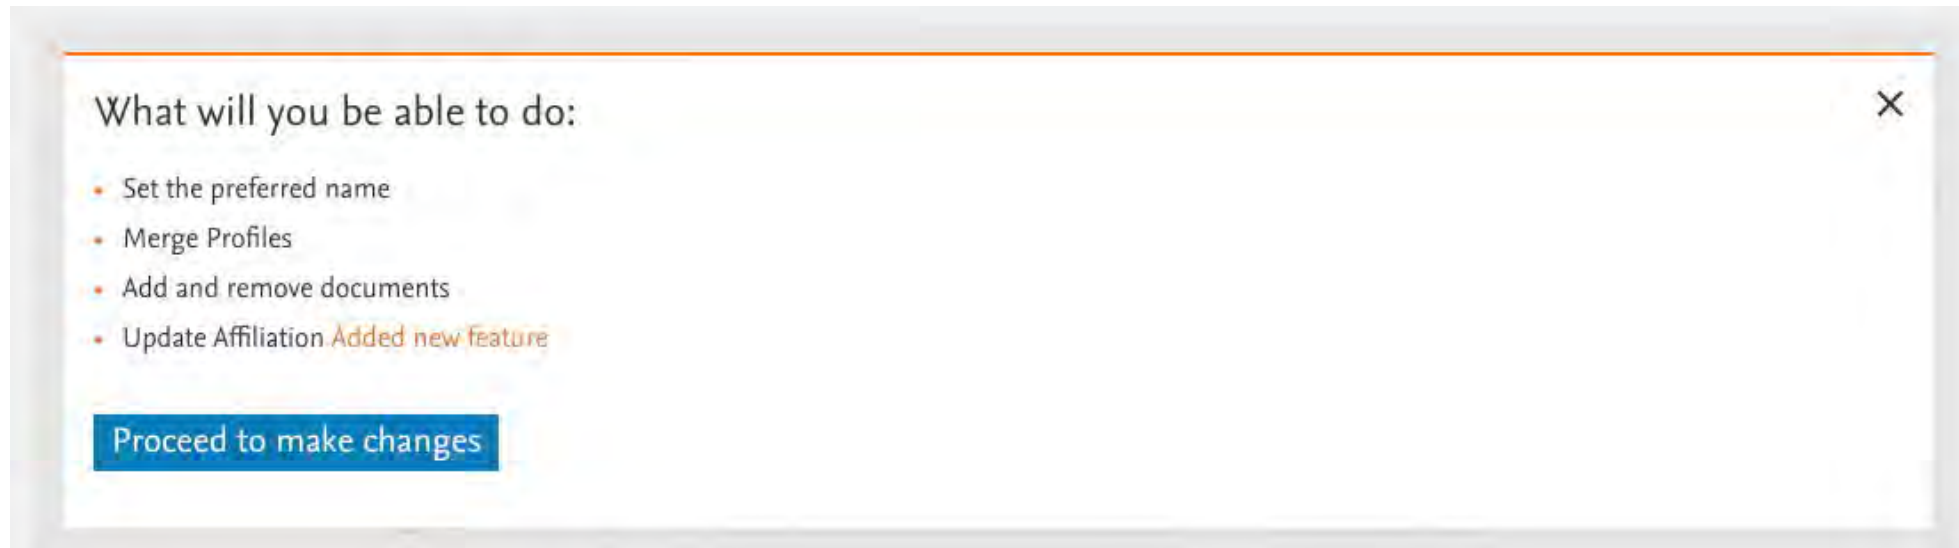 What will you be able to do:
Set the preferred name
Merge Profiles
Add and remove documents
Update Affiliation Added new feature
Proceed to make changes